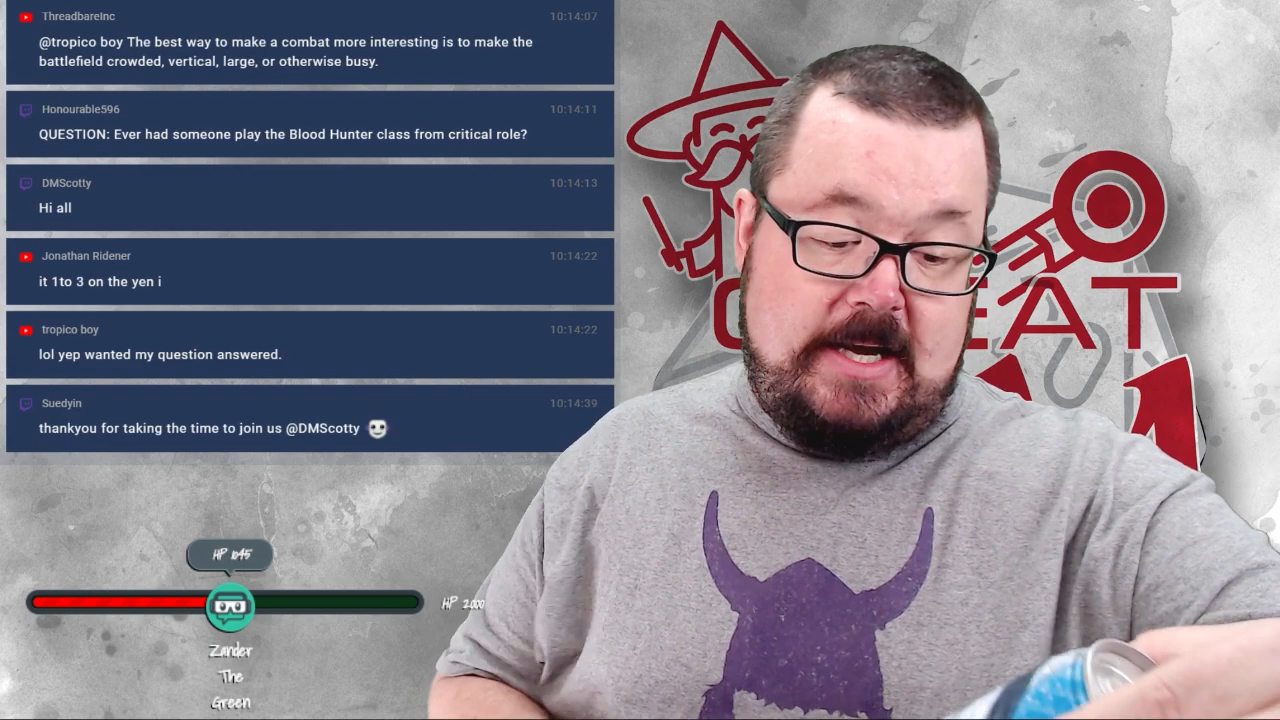 ThreadbareInc 10:14:07
@tropico boy The best way to make a combat more interesting is to make the
battlefield crowded, vertical, large, or otherwise busy.
Honourable596 10:14:11
QUESTION: Ever had someone play the Blood Hunter class from critical role?
DMScotty 10:14:13
Hi all
Jonathan Ridener 10:14:22
it 1to 3 on the yen i
tropico boy 10:14:22
lol yep wanted my question answered.
Suedyin 10:14:39
thankyou for taking the time to join us @DMScotty
HP 1045
HP 2000
Zander
The
Green